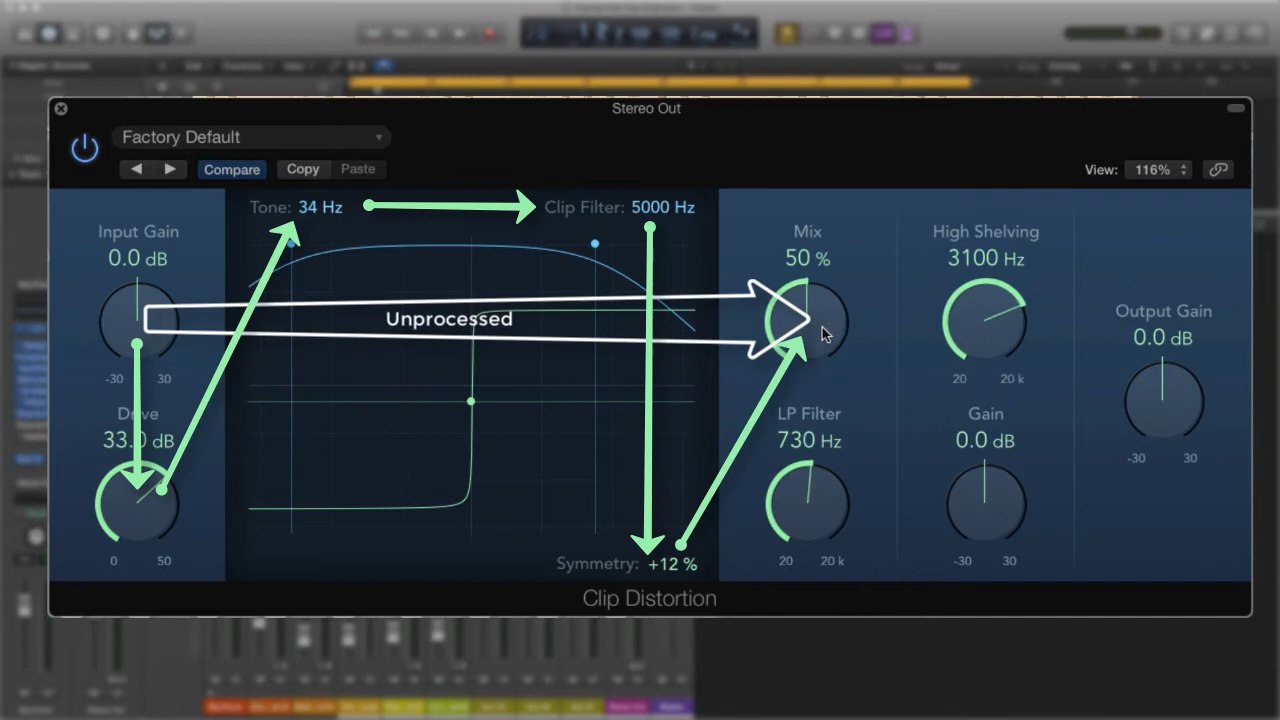 Stereo Out
Factory Default
Compare Copy Paste
View: 116%
Tone: 34 Hz Clip Filter: 5000 Hz
Input Gain
0.0 dB
-30 30
Drive
33.0 dB
0 50
Unprocessed
Symmetry: +12 %
Mix
50 %
LP Filter
730 Hz
20 20 k
High Shelving
3100 Hz
20 20 k
Gain
0.0 dB
-30 30
Output Gain
0.0 dB
-30 30
Clip Distortion